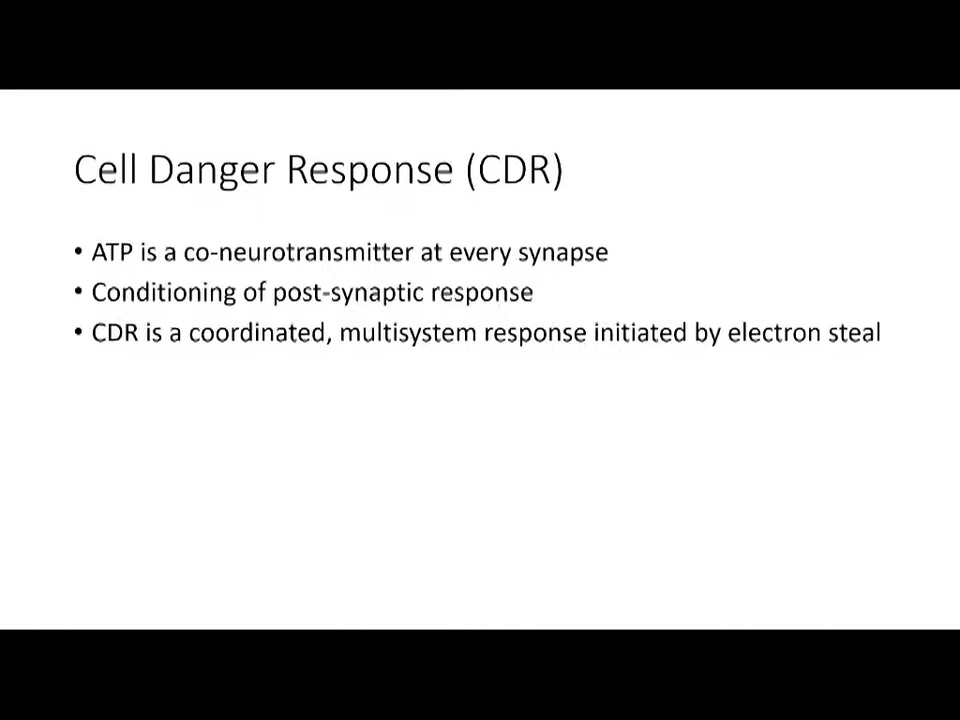 Cell Danger Response (CDR)
• ATP is a co-neurotransmitter at every synapse
• Conditioning of post-synaptic response
• CDR is a coordinated, multisystem response initiated by electron steal